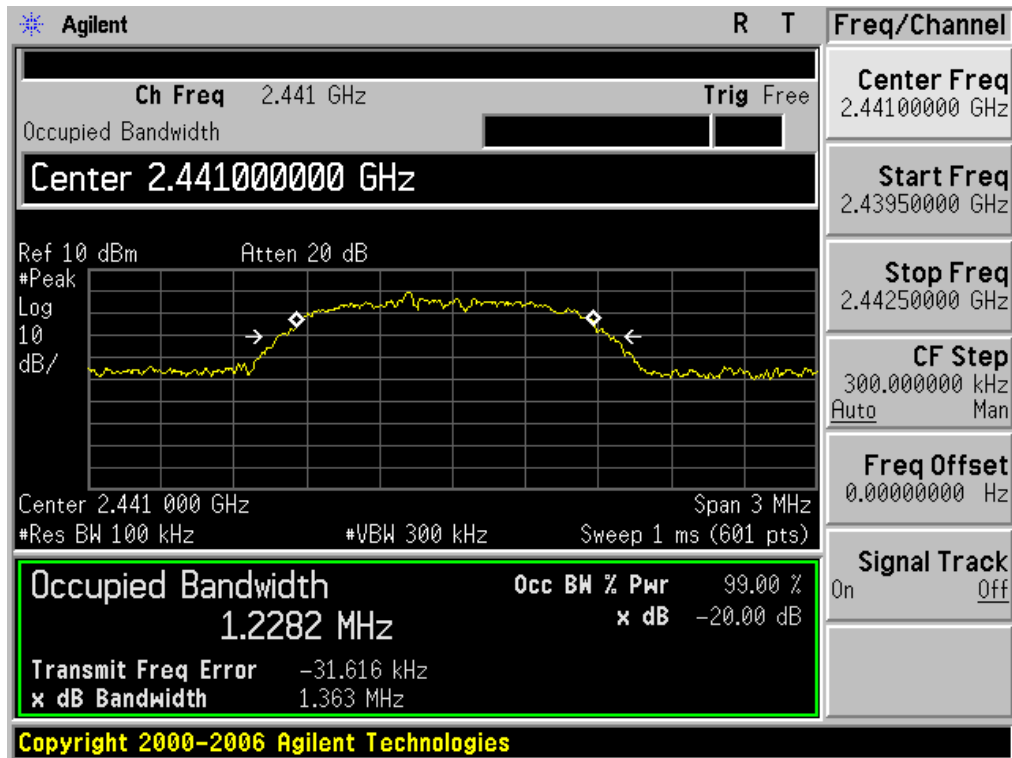 Agilent R T
Ch Freq 2.441 GHz Trig Free
Occupied Bandwidth
Center 2.441000000 GHz
Ref 10 dBm Atten 20 dB
#Peak
Log
10
dB/
Center 2.441 000 GHz Span 3 MHz
#Res BW 100 kHz #VBW 300 kHz Sweep 1 ms (601 pts)
Occupied Bandwidth Occ BW % Pwr 99.00 %
1.2282 MHz x dB -20.00 dB
Transmit Freq Error -31.616 kHz
x dB Bandwidth 1.363 MHz
Copyright 2000-2006 Agilent Technologies
Freq/Channel
Center Freq
2.44100000 GHz
Start Freq
2.43950000 GHz
Stop Freq
2.44250000 GHz
CF Step
300.000000 kHz
Auto Man
Freq Offset
0.00000000 Hz
Signal Track
On Off